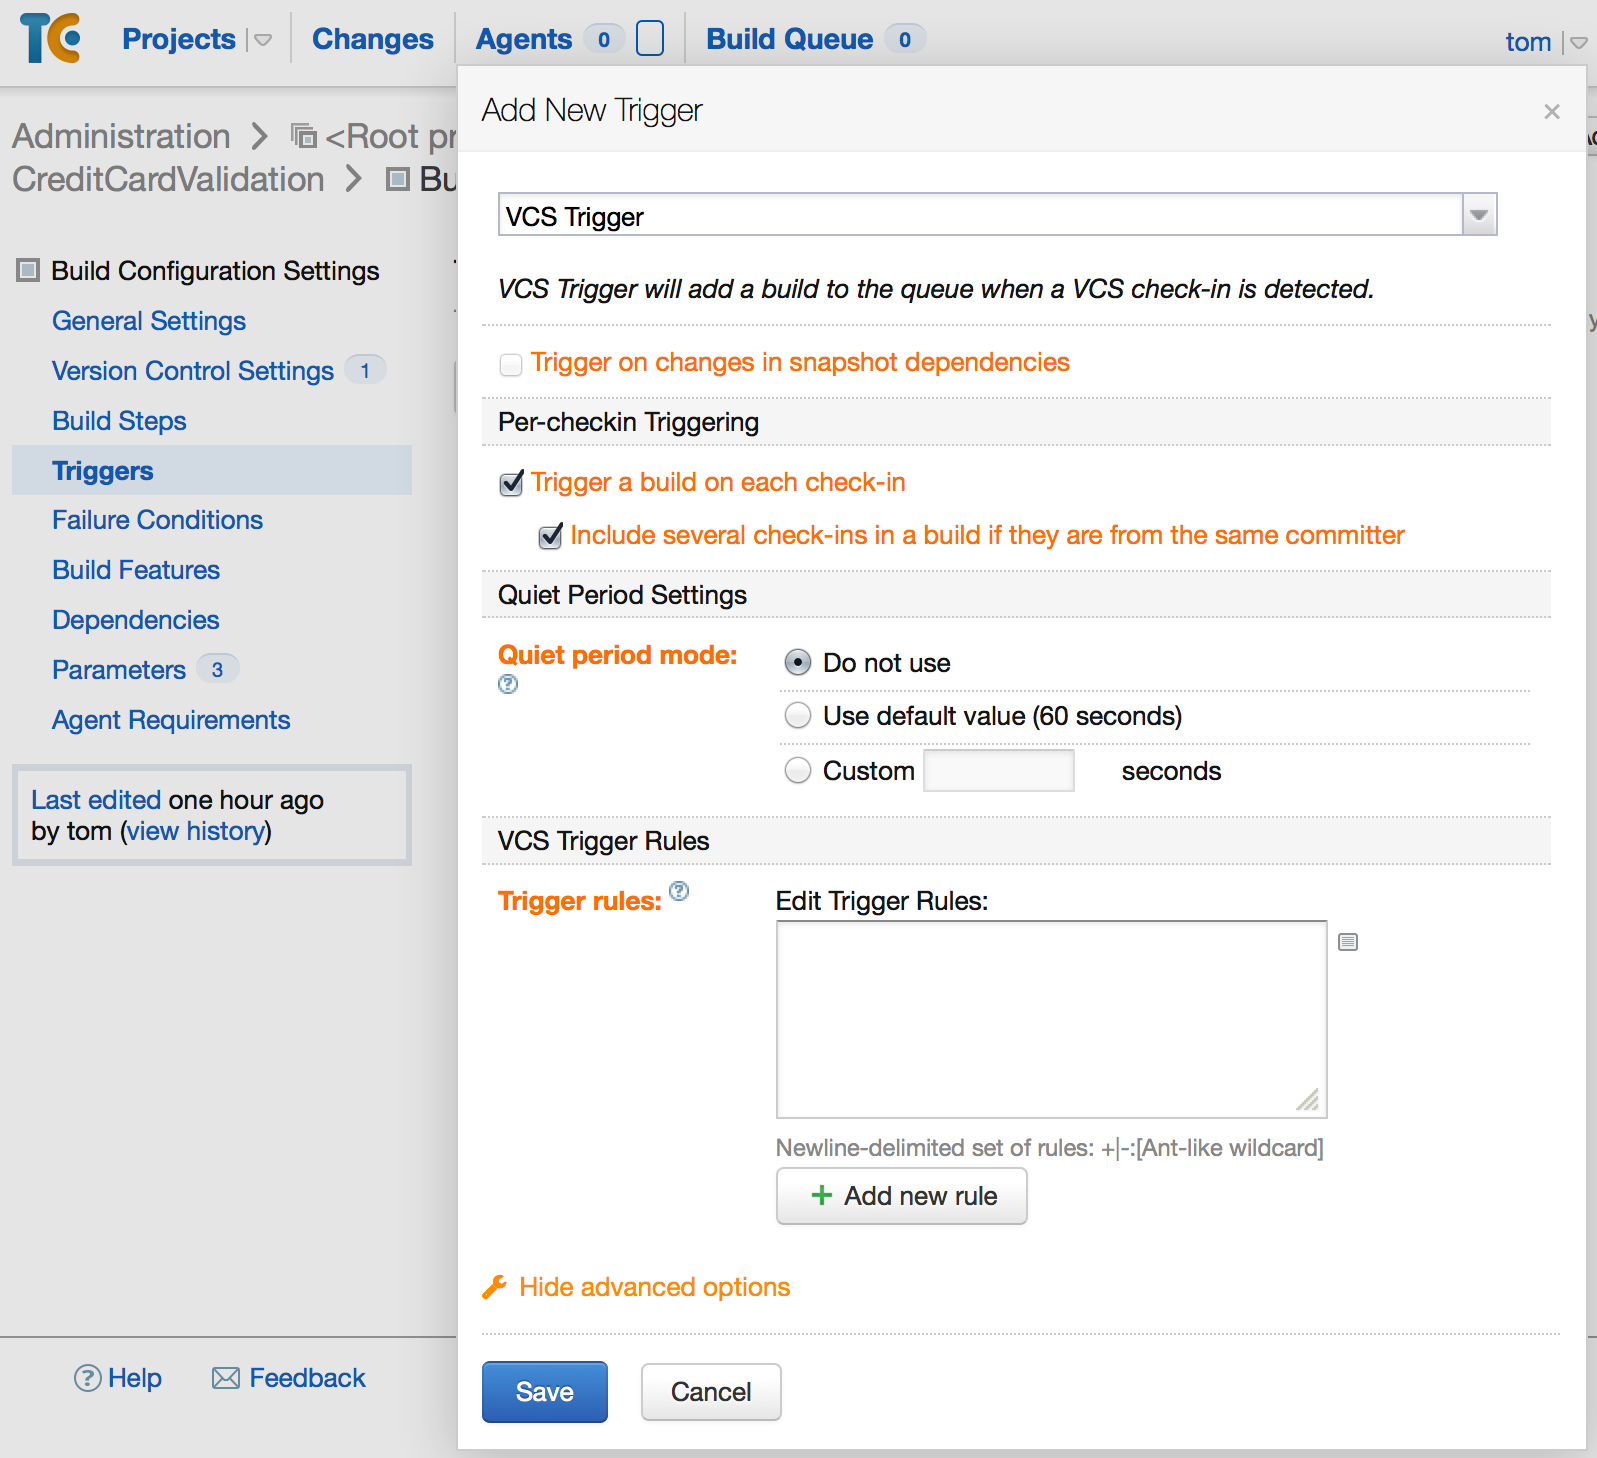 TC Projects Changes Agents 0 Build Queue 0 tom
Administration <Root pr
CreditCardValidation Bu
Build Configuration Settings
General Settings
Version Control Settings 1
Build Steps
Triggers
Failure Conditions
Build Features
Dependencies
Parameters 3
Agent Requirements
Last edited one hour ago
by tom (view history)
Help Feedback
Add New Trigger ×
VCS Trigger
VCS Trigger will add a build to the queue when a VCS check-in is detected.
Trigger on changes in snapshot dependencies
Per-checkin Triggering
Trigger a build on each check-in
Include several check-ins in a build if they are from the same committer
Quiet Period Settings
Quiet period mode: ?
Do not use
Use default value (60 seconds)
Custom seconds
VCS Trigger Rules
Trigger rules: ?
Edit Trigger Rules:
Newline-delimited set of rules: +|-:[Ant-like wildcard]
+ Add new rule
Hide advanced options
Save Cancel